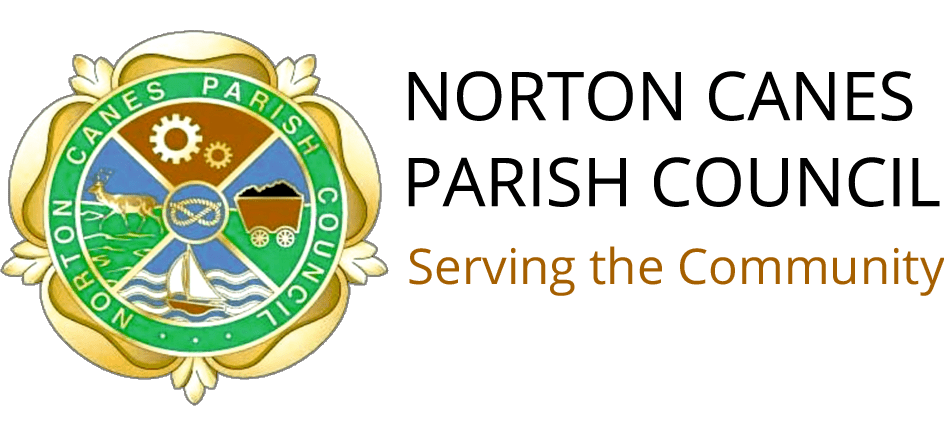 NORTON CANES PARISH COUNCIL
NORTON CANES
PARISH COUNCIL
Serving the Community